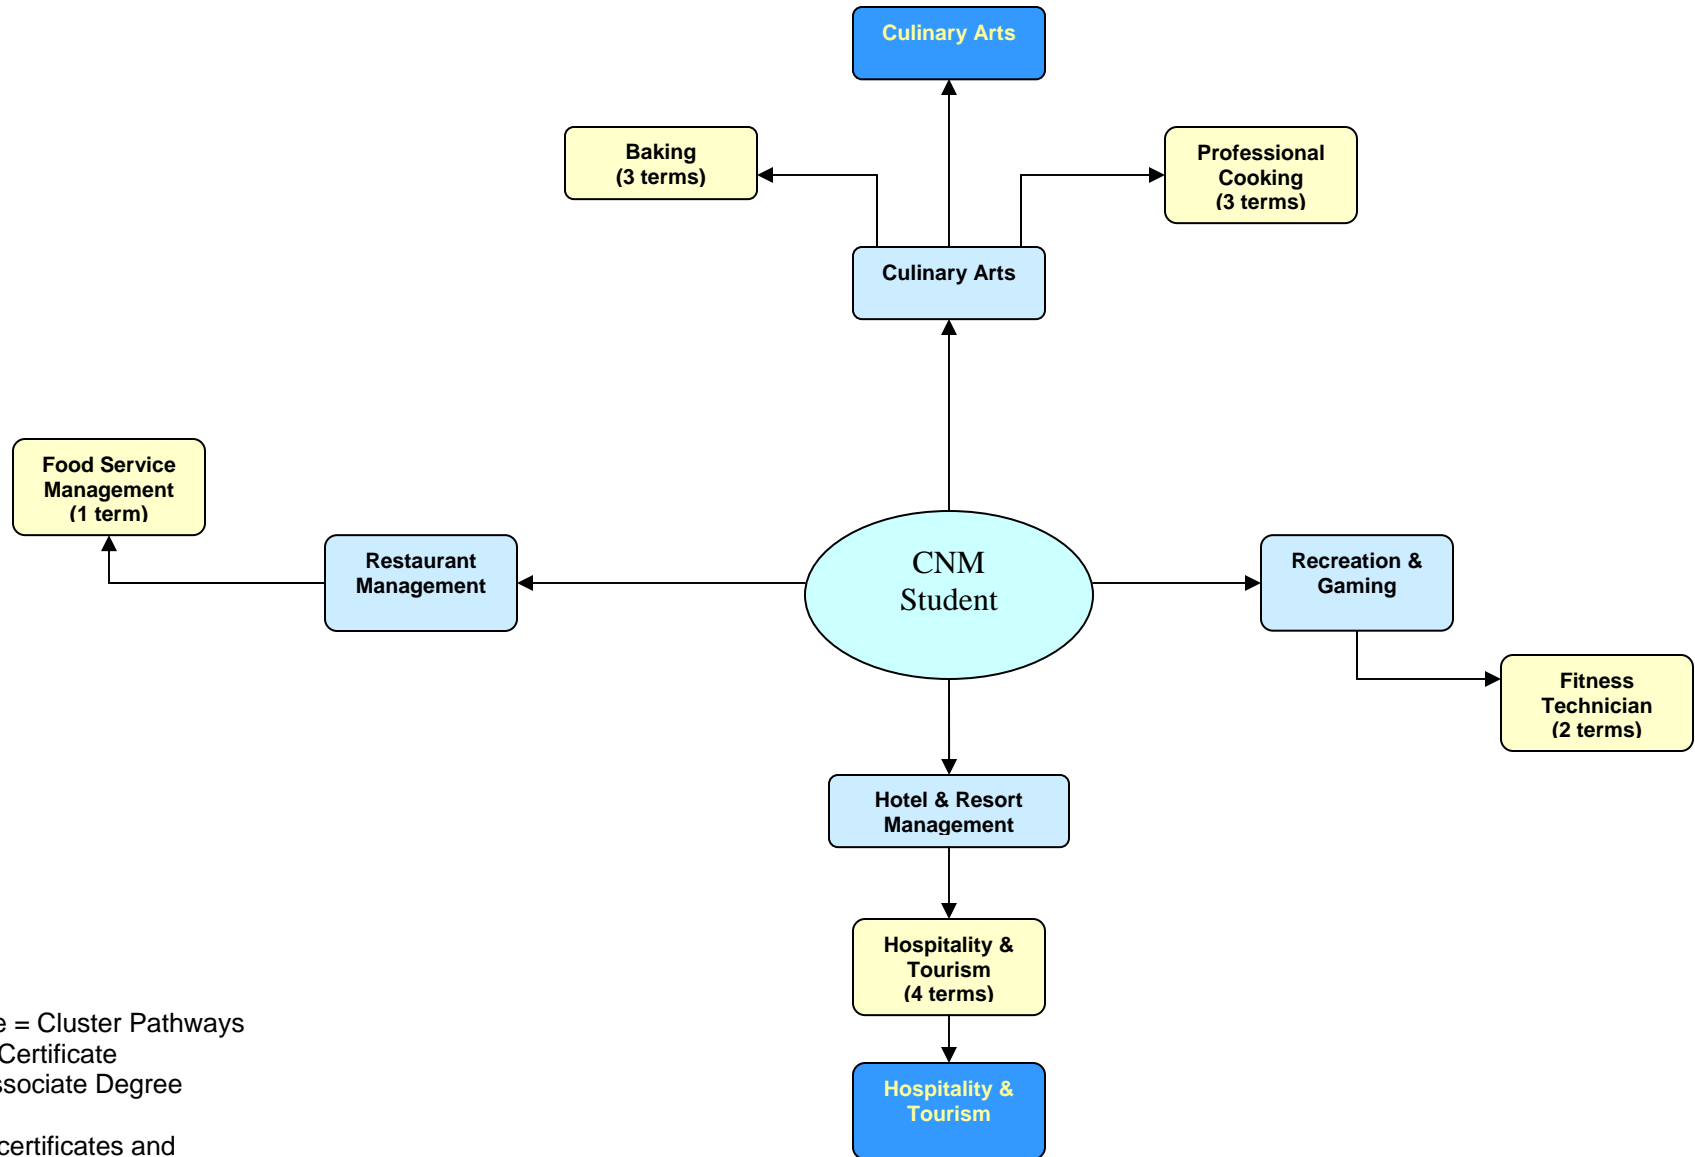 Culinary Arts
Baking
(3 terms)
Professional
Cooking
(3 terms)
Culinary Arts
Food Service
Management
(1 term)
Restaurant
Management
CNM
Student
Recreation &
Gaming
Fitness
Technician
(2 terms)
Hotel & Resort
Management
Hospitality &
Tourism
(4 terms)
Hospitality &
Tourism
= Cluster Pathways
Certificate
Degree
certificates and